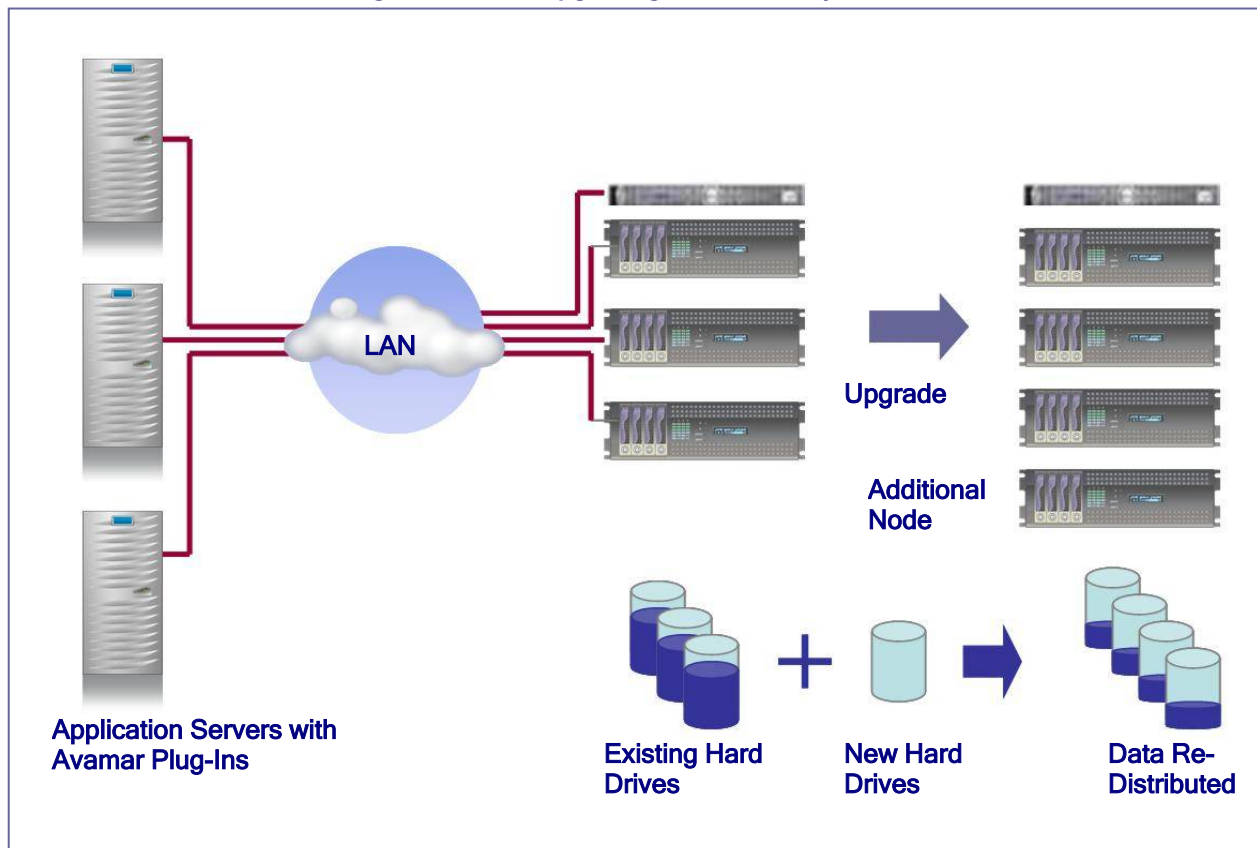 LAN
Upgrade
Additional
Node
Application Servers with
Avamar Plug-Ins
Existing Hard
Drives
New Hard
Drives
Data Re-
Distributed